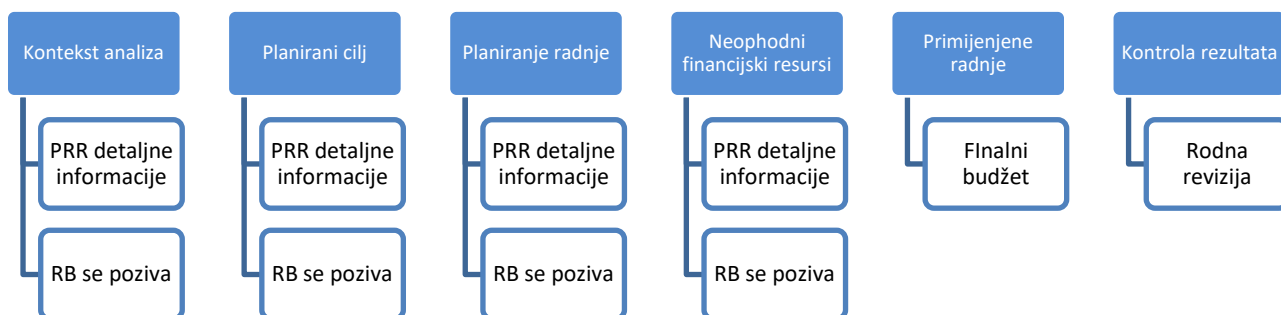 Kontekst analiza
PRR detaljne
informacije
RB se poziva
Planirani cilj
PRR detaljne
informacije
RB se poziva
Planiranje radnje
PRR detaljne
informacije
RB se poziva
Neophodni
financijski resursi
PRR detaljne
informacije
RB se poziva
Primijenjene
radnje
FInalni
budžet
Kontrola rezultata
Rodna
revizija